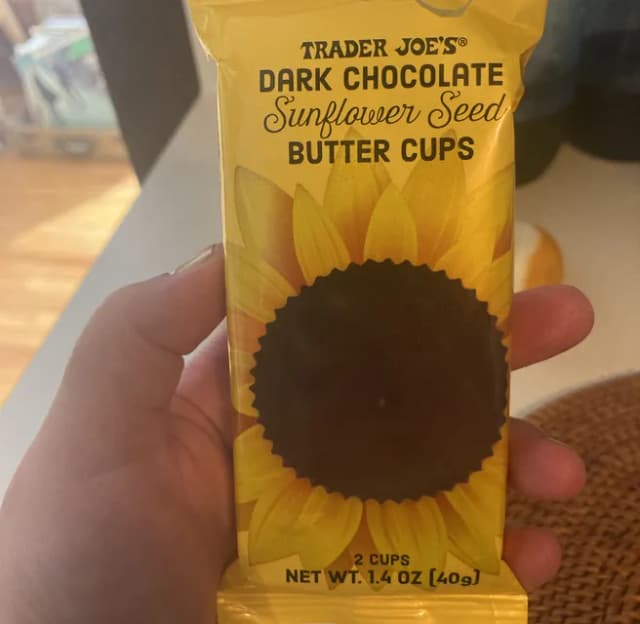 TRADER JOE'S®
DARK CHOCOLATE
Sunflower Seed
BUTTER CUPS
2 CUPS
NET WT. 1.4 OZ (40g)